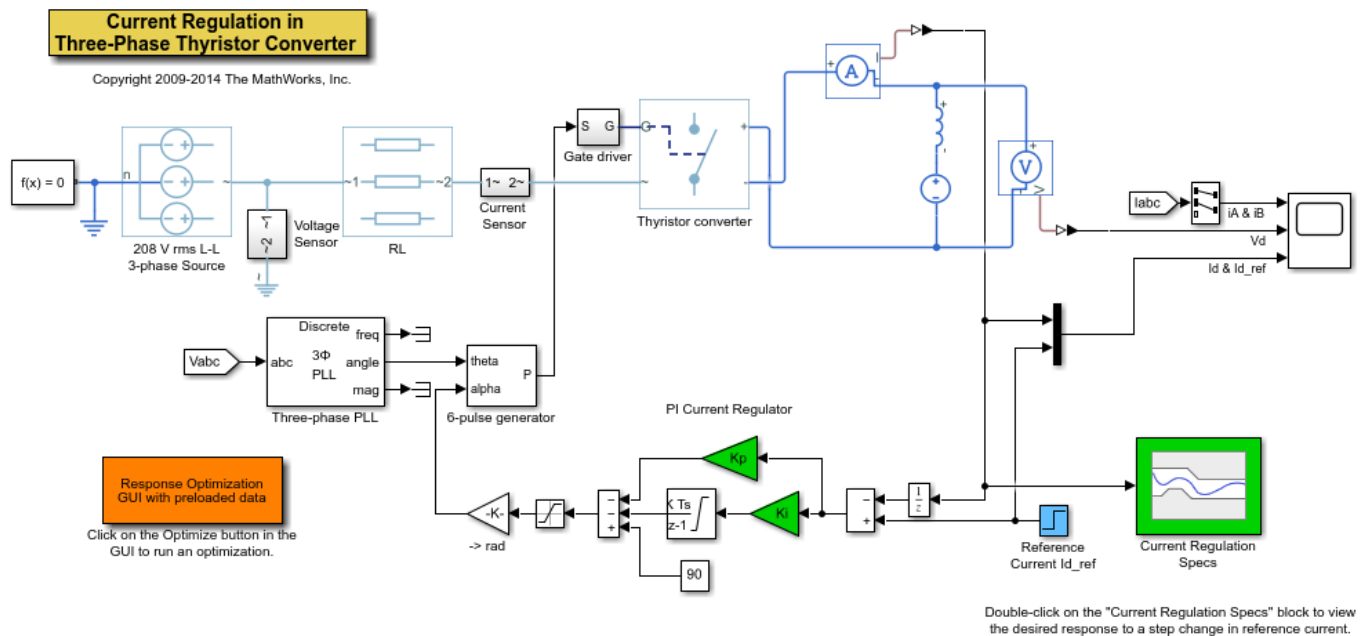 Current Regulation in
Three-Phase Thyristor Converter
Copyright 2009-2014 The MathWorks, Inc.
f(x) = 0
n
~
208 V rms L-L
3-phase Source
~2 ~1
~
Voltage
Sensor
~1 ~2
RL
1~ 2~
Current
Sensor
S G
Gate driver
G
~
+
-
Thyristor converter
+
A
I
-
+
-
+
V
-
V
Iabc
iA & iB
Vd
Id & Id_ref
Vabc
Discrete
freq
abc
3Φ
PLL
angle
mag
Three-phase PLL
theta
alpha
P
6-pulse generator
PI Current Regulator
Kp
Ki
K Ts
z-1
-K-
-> rad
−
−
+
90
−
+
1
z
Reference
Current Id_ref
Current Regulation
Specs
Response Optimization
GUI with preloaded data
Click on the Optimize button in the
GUI to run an optimization.
Double-click on the "Current Regulation Specs" block to view
the desired response to a step change in reference current.